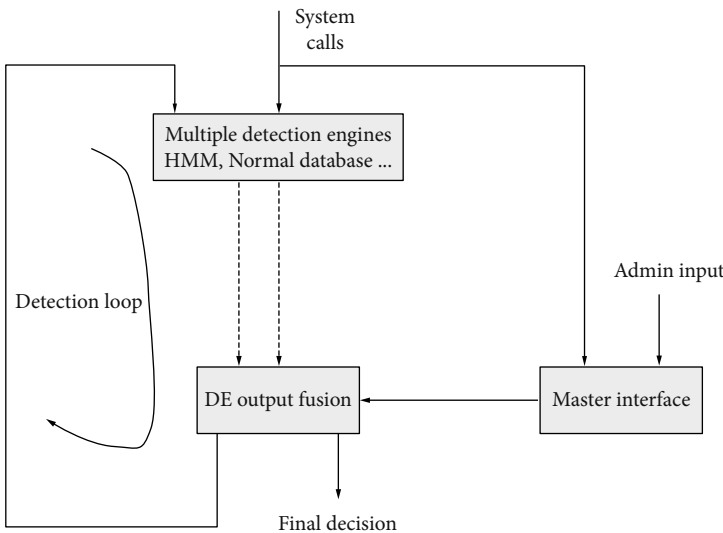 System
calls
Multiple detection engines
HMM, Normal database ...
Admin input
Detection loop
DE output fusion
Master interface
Final decision